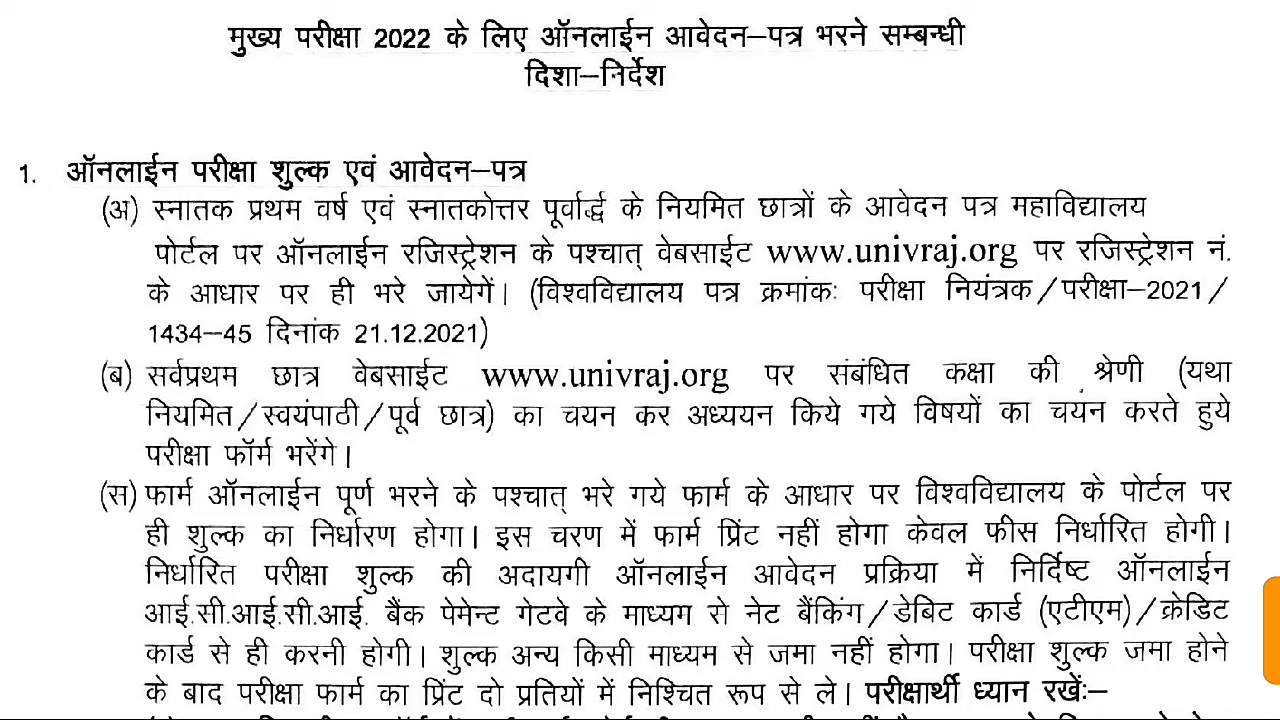 मुख्य परीक्षा 2022 के लिए ऑनलाईन आवेदन–पत्र भरने सम्बन्धी
दिशा–निर्देश
1. ऑनलाईन परीक्षा शुल्क एवं आवेदन–पत्र
(अ) स्नातक प्रथम वर्ष एवं स्नातकोत्तर पूर्वार्द्ध के नियमित छात्रों के आवेदन पत्र महाविद्यालय
पोर्टल पर ऑनलाईन रजिस्ट्रेशन के पश्चात् वेबसाईट www.univraj.org पर रजिस्ट्रेशन नं.
के आधार पर ही भरे जायेगें। (विश्वविद्यालय पत्र क्रमांकः परीक्षा नियंत्रक/परीक्षा–2021/
1434–45 दिनांक 21.12.2021)
(ब) सर्वप्रथम छात्र वेबसाईट www.univraj.org पर संबंधित कक्षा की श्रेणी (यथा
नियमित/स्वयंपाठी/पूर्व छात्र) का चयन कर अध्ययन किये गये विषयों का चयन करते हुये
परीक्षा फॉर्म भरेंगे।
(स) फार्म ऑनलाईन पूर्ण भरने के पश्चात् भरे गये फार्म के आधार पर विश्वविद्यालय के पोर्टल पर
ही शुल्क का निर्धारण होगा। इस चरण में फार्म प्रिंट नहीं होगा केवल फीस निर्धारित होगी।
निर्धारित परीक्षा शुल्क की अदायगी ऑनलाईन आवेदन प्रक्रिया में निर्दिष्ट ऑनलाईन
आई.सी.आई.सी.आई. बैंक पेमेन्ट गेटवे के माध्यम से नेट बैंकिंग/डेबिट कार्ड (एटीएम)/क्रेडिट
कार्ड से ही करनी होगी। शुल्क अन्य किसी माध्यम से जमा नहीं होगा। परीक्षा शुल्क जमा होने
के बाद परीक्षा फार्म का प्रिंट दो प्रतियों में निश्चित रूप से ले। परीक्षार्थी ध्यान रखेंः–